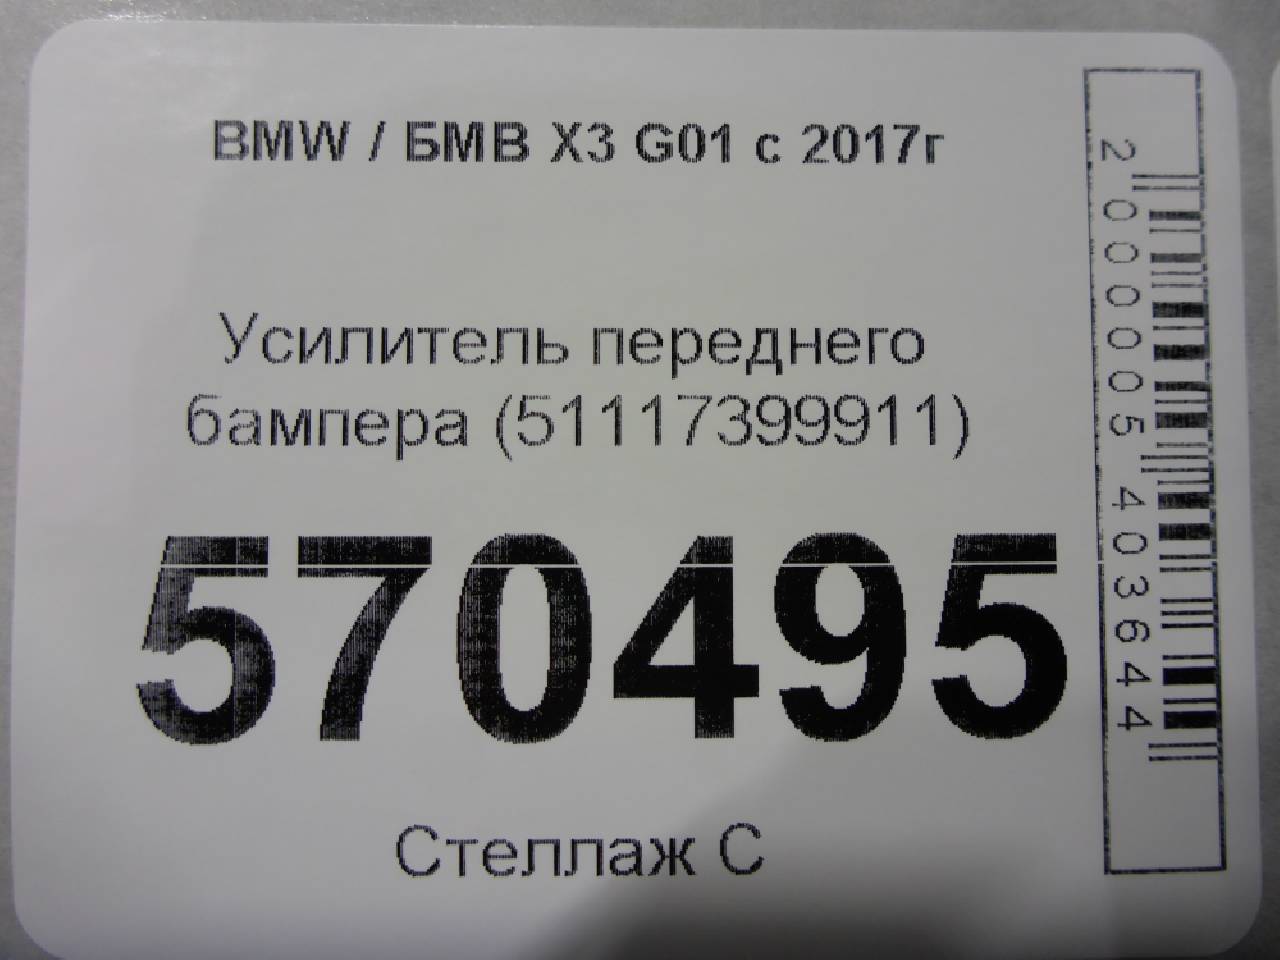 BMW / БМВ X3 G01 с 2017г
Усилитель переднего
бампера (51117399911)
570495
Стеллаж С
2000005403644